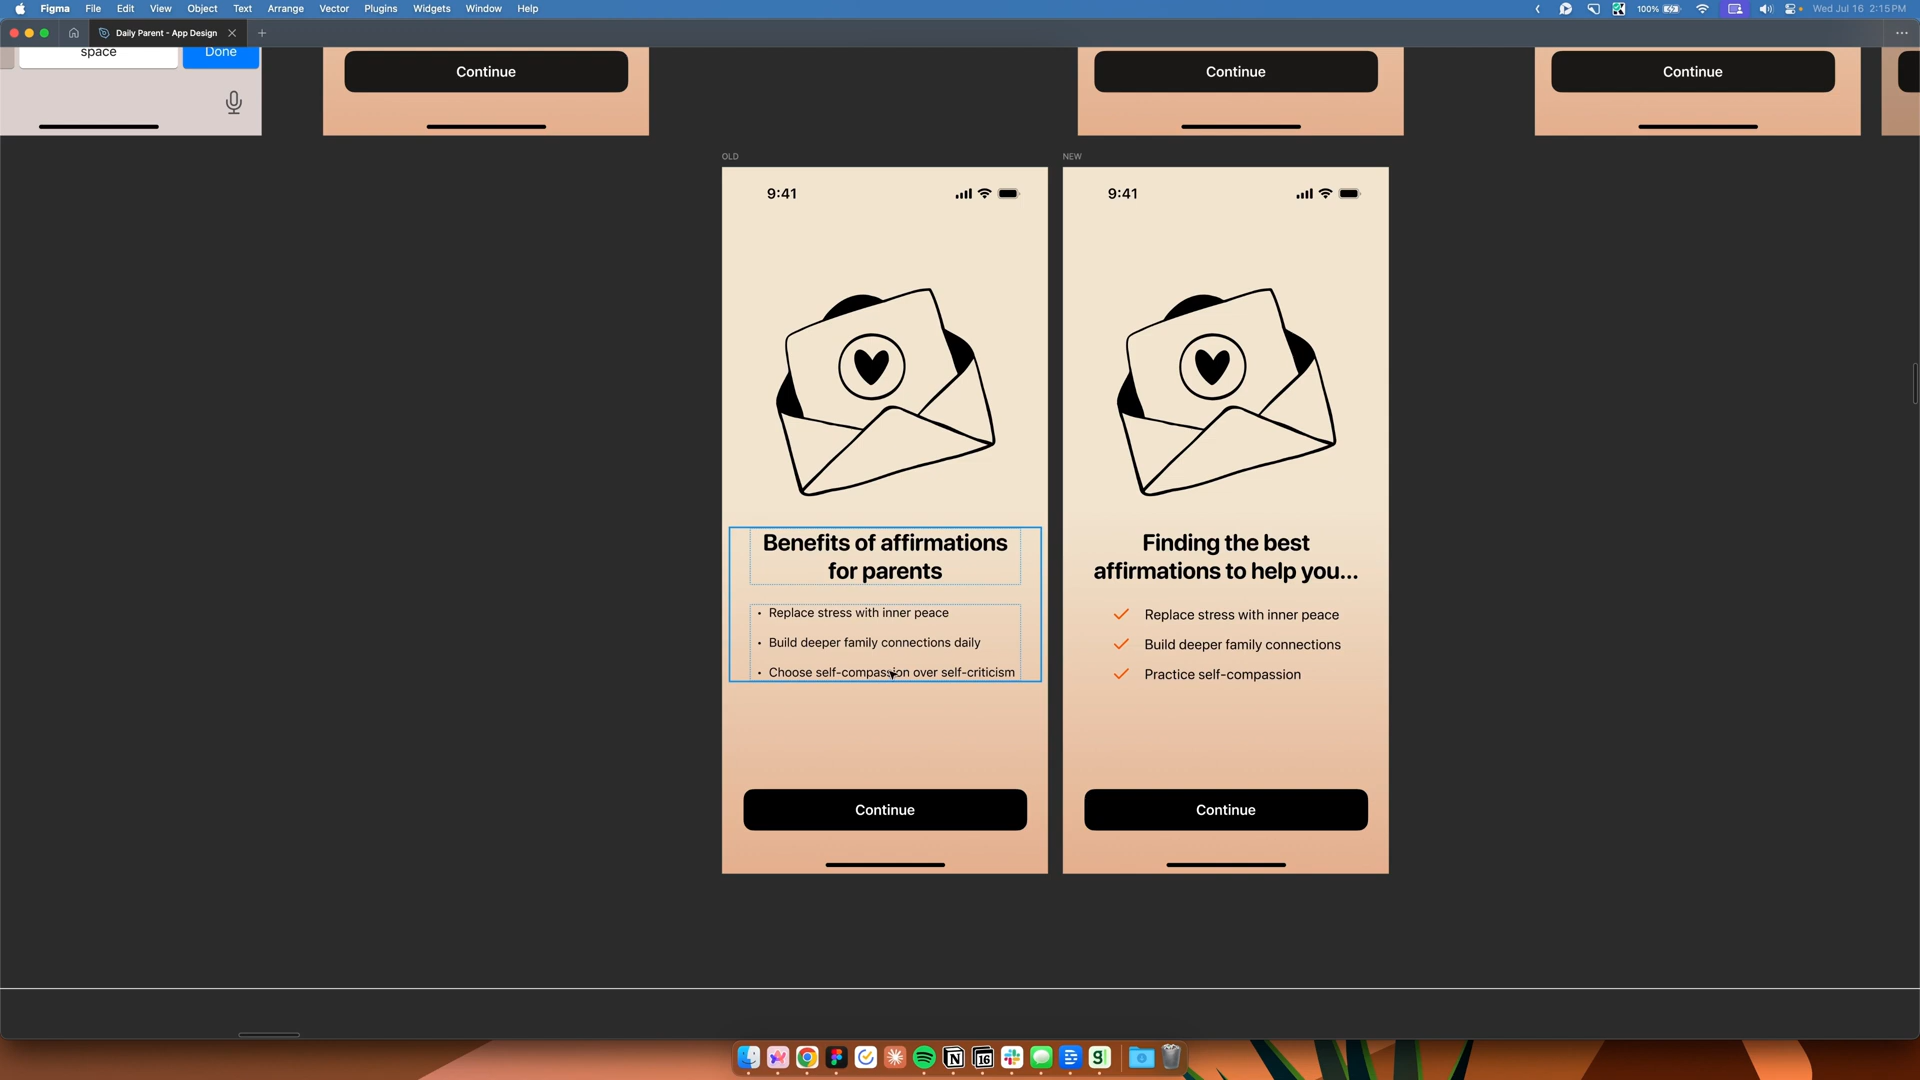 Figma File Edit View Object Text Arrange Vector Plugins Widgets Window Help
100%
Wed Jul 16 2:15 PM
Daily Parent - App Design
space
Done
Continue
Continue
Continue
OLD
NEW
9:41
9:41
Benefits of affirmations
for parents
• Replace stress with inner peace
• Build deeper family connections daily
• Choose self-compassion over self-criticism
Continue
Finding the best
affirmations to help you...
Replace stress with inner peace
Build deeper family connections
Practice self-compassion
Continue
16